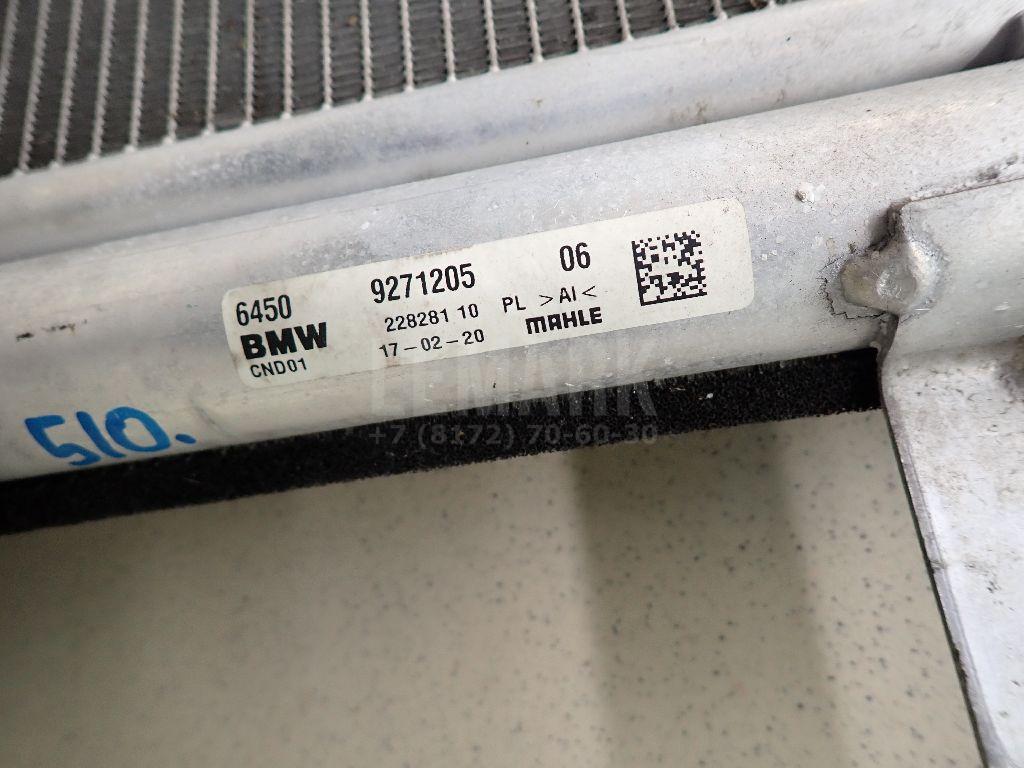 6450 9271205 06
BMW 228281 10 PL >Al<
CND01 17-02-20 MAHLE
510.
LEMARK
+7 (8172) 70-60-30